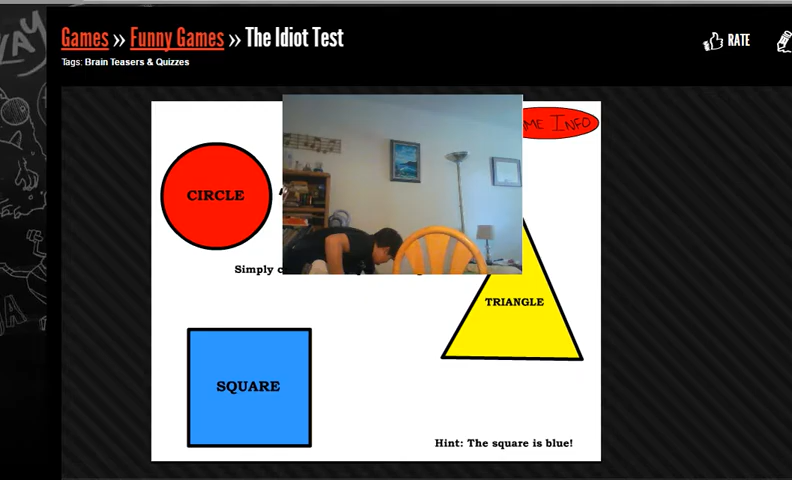 Games » Funny Games » The Idiot Test
RATE
Tags: Brain Teasers & Quizzes
INFO
CIRCLE
Simply
TRIANGLE
SQUARE
Hint: The square is blue!